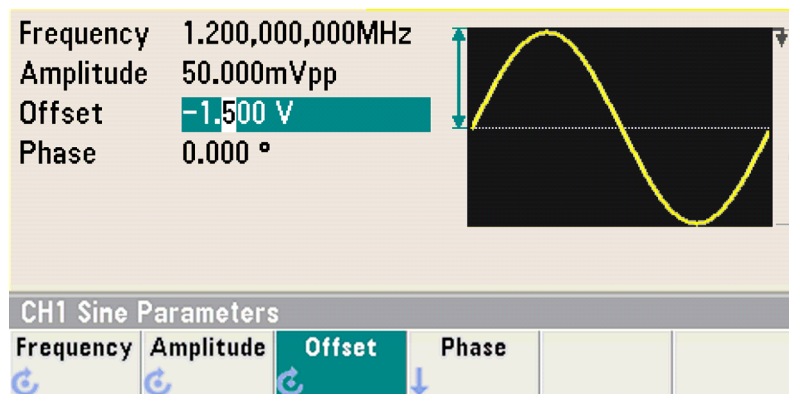 Frequency 1.200,000,000MHz
Amplitude 50.000mVpp
Offset -1.500 V
Phase 0.000 °
CH1 Sine Parameters
Frequency Amplitude Offset Phase